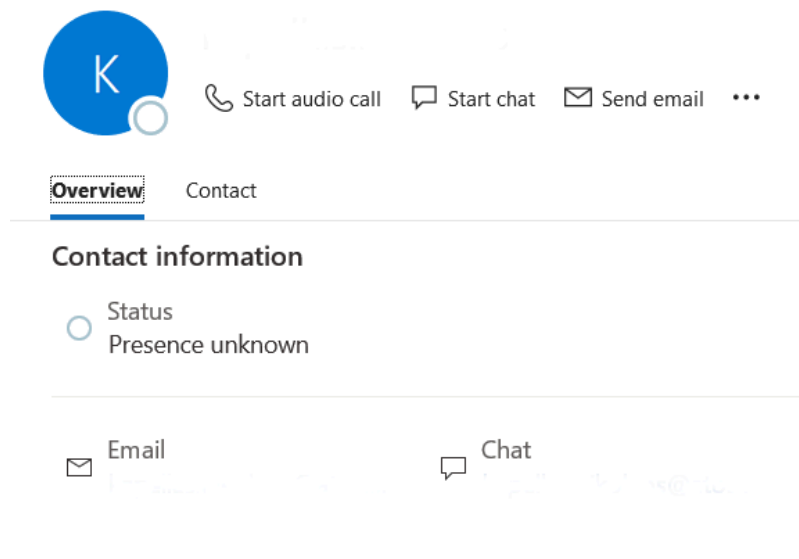 K
Start audio call
Start chat
Send email
Overview
Contact
Contact information
Status
Presence unknown
Email
Chat